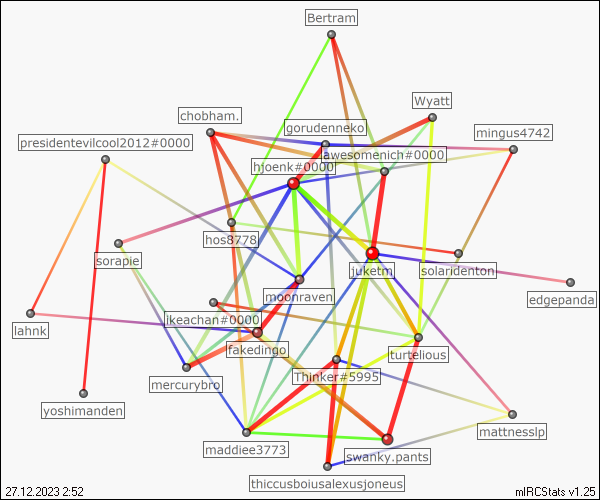 Bertram
Wyatt
chobham.
gorudenneko
mingus4742
presidentevilcool2012#0000
awesomenich#0000
hjoenk#0000
hos8778
sorapie
juketm
solaridenton
moonraven
edgepanda
ikeachan#0000
lahnk
fakedingo
turtelious
Thinker#5995
mercurybro
yoshimanden
mattnesslp
maddiee3773
swanky.pants
thiccusboiusalexusjoneus
27.12.2023 2:52
mIRCStats v1.25